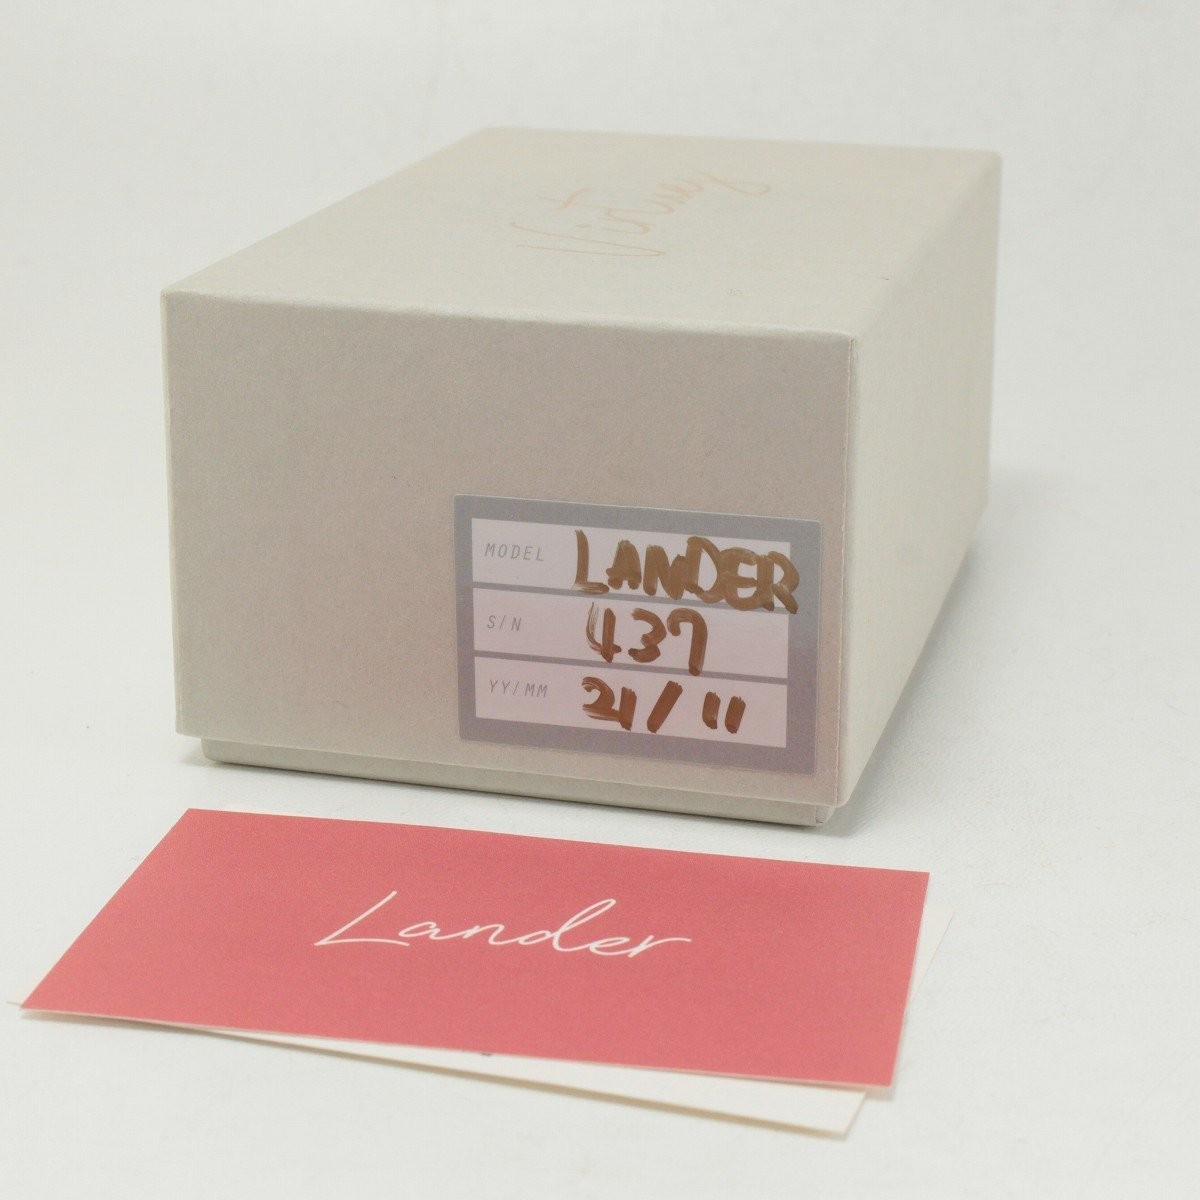 MODEL LANDER
S/N 437
YY/MM 21/11
Lander